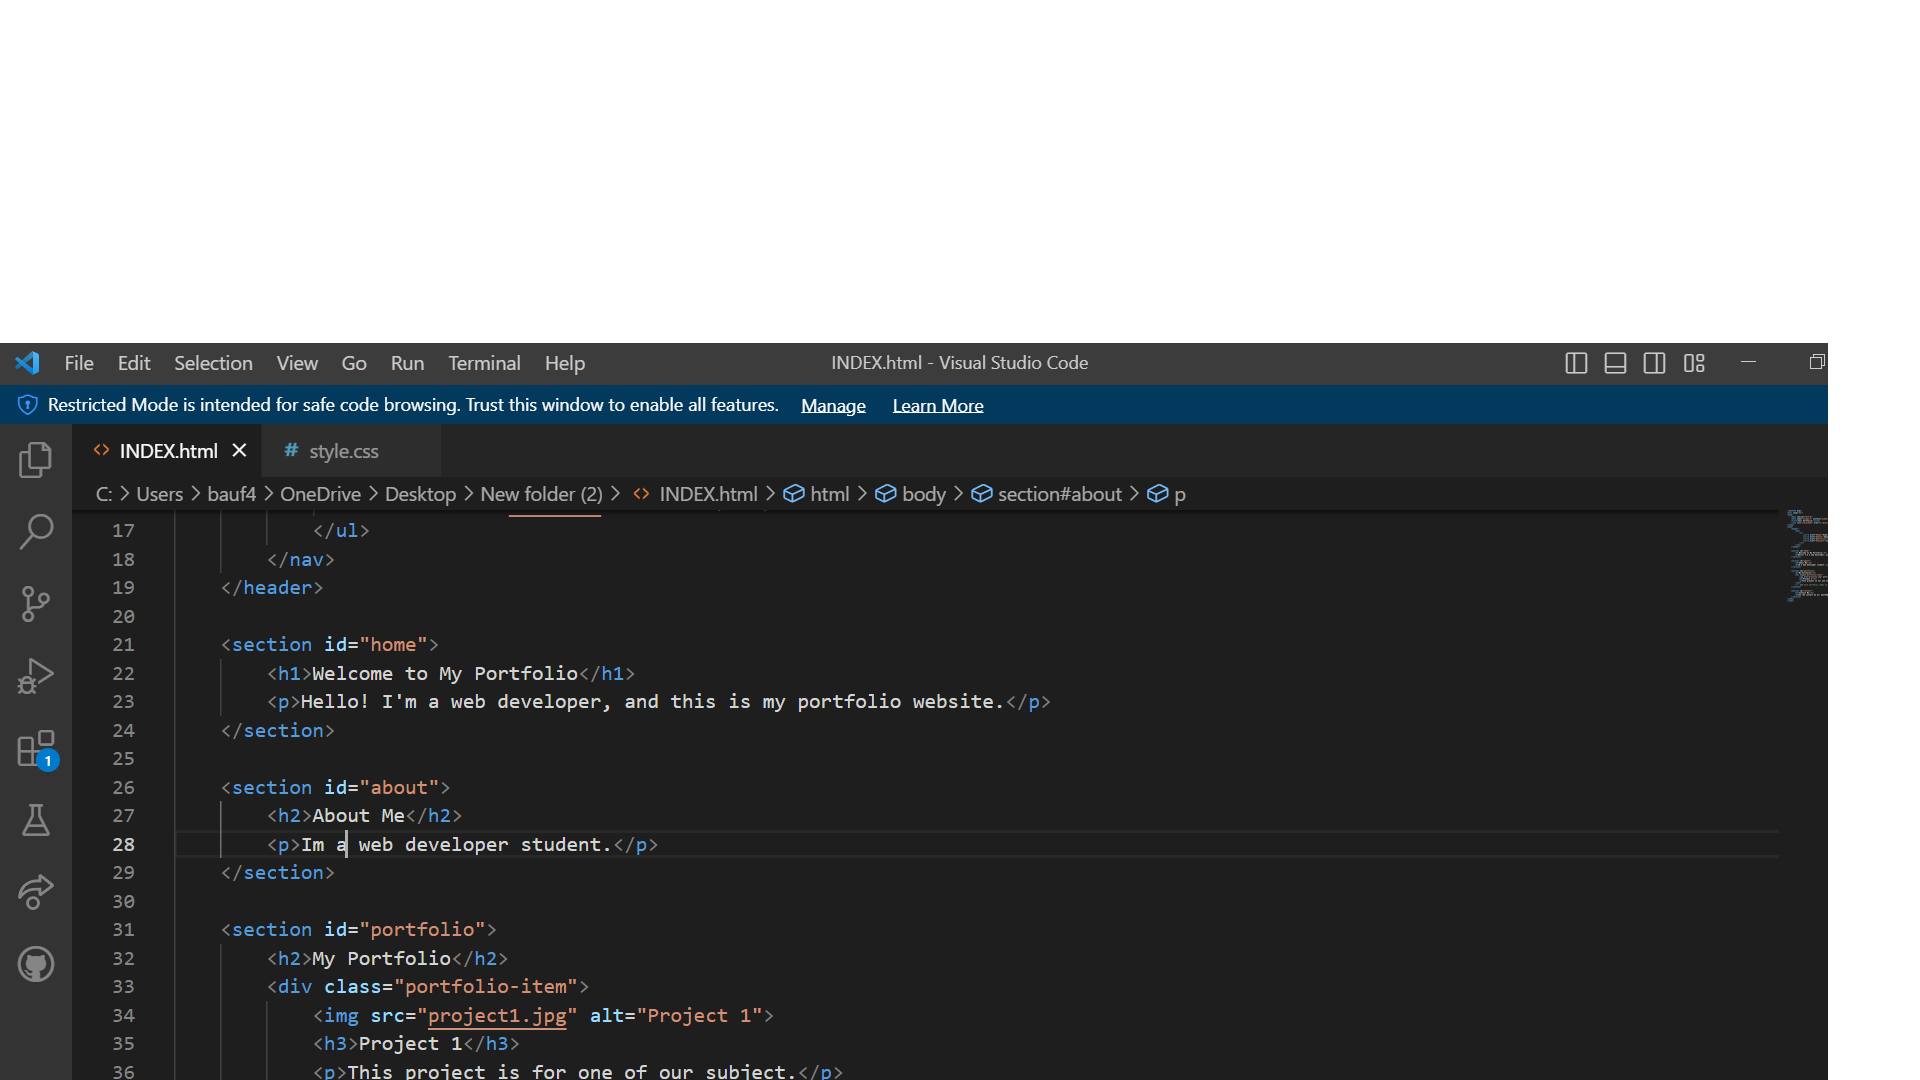 File Edit Selection View Go Run Terminal Help INDEX.html - Visual Studio Code
Restricted Mode is intended for safe code browsing. Trust this window to enable all features. Manage Learn More
INDEX.html # style.css
C: > Users > bauf4 > OneDrive > Desktop > New folder (2) > INDEX.html > html > body > section#about > p
17 </ul>
18 </nav>
19 </header>
20
21 <section id="home">
22 <h1>Welcome to My Portfolio</h1>
23 <p>Hello! I'm a web developer, and this is my portfolio website.</p>
24 </section>
25
26 <section id="about">
27 <h2>About Me</h2>
28 <p>Im a web developer student.</p>
29 </section>
30
31 <section id="portfolio">
32 <h2>My Portfolio</h2>
33 <div class="portfolio-item">
34 <img src="project1.jpg" alt="Project 1">
35 <h3>Project 1</h3>
36 <p>This project is for one of our subject.</p>
1